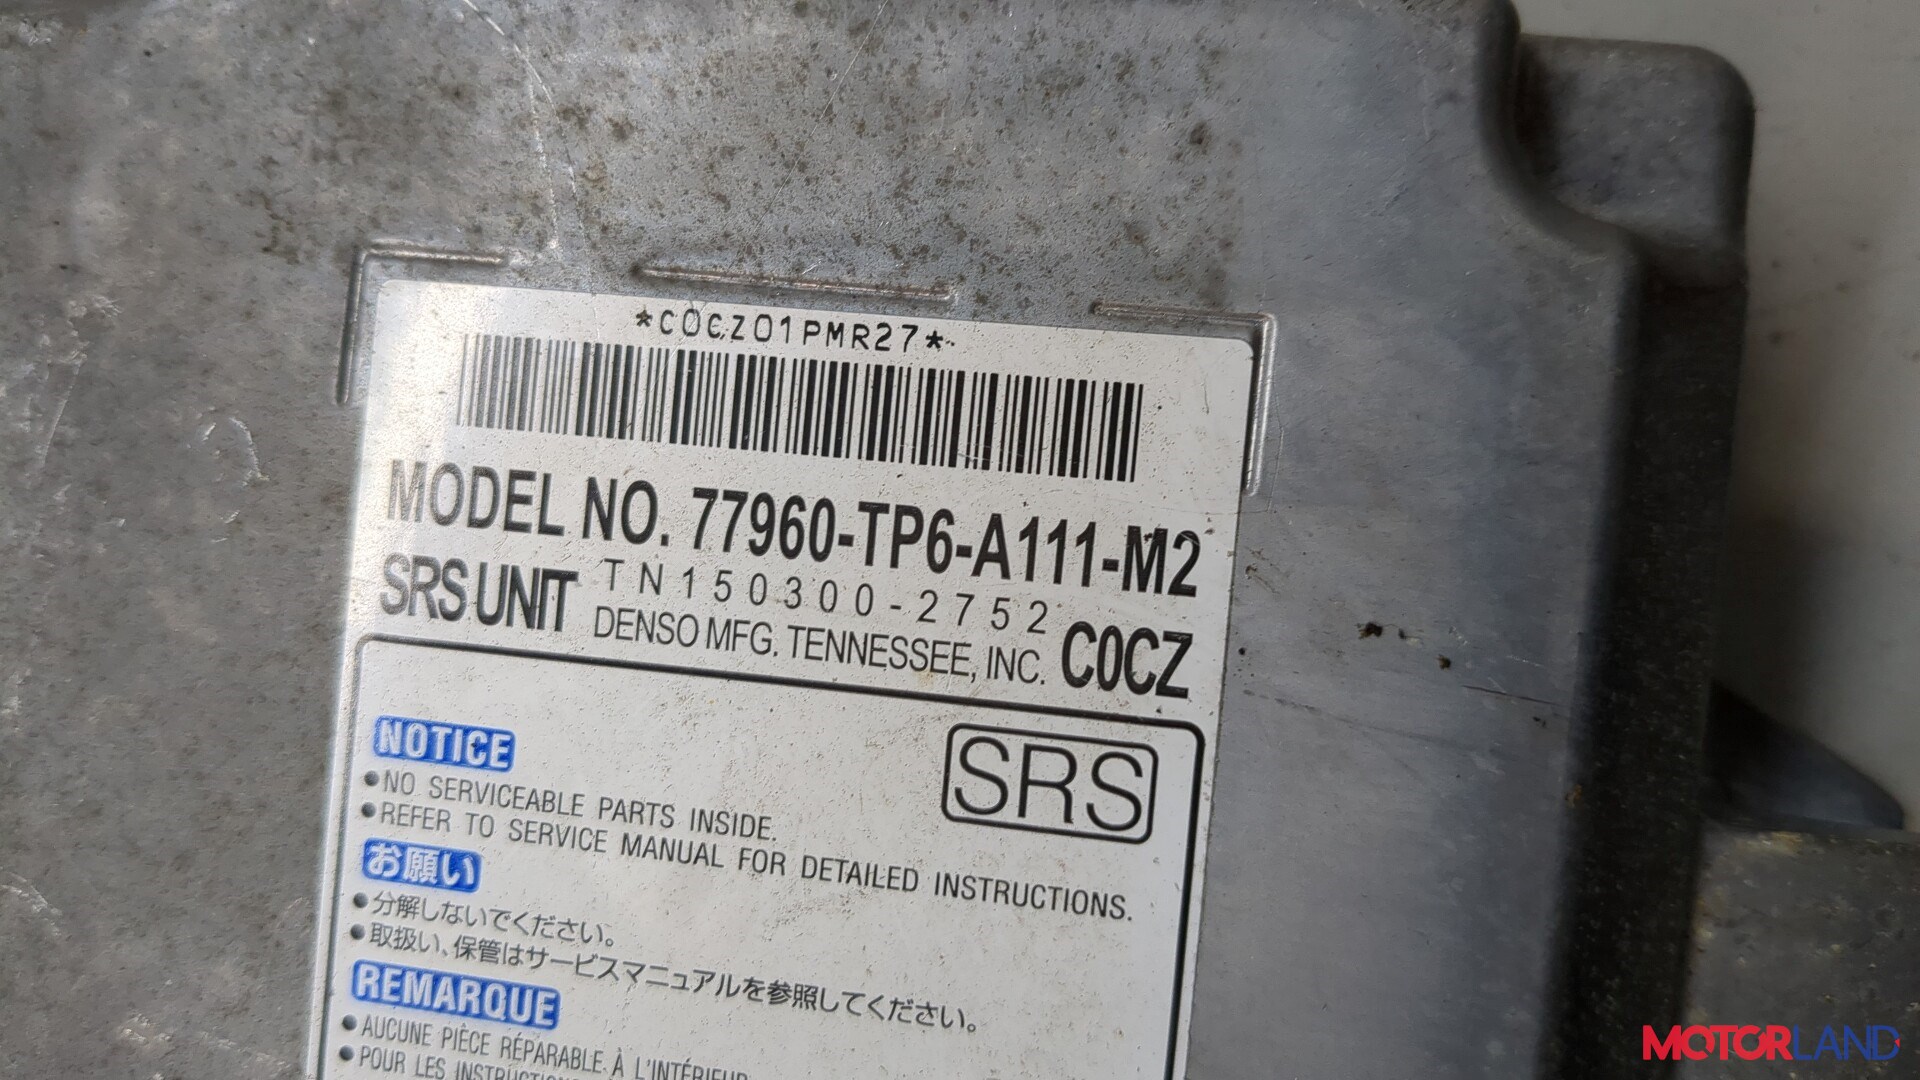 *C0CZ01PMR27*
MODEL NO. 77960-TP6-A111-M2
SRS UNIT TN150300-2752
DENSO MFG. TENNESSEE, INC. C0CZ
NOTICE
SRS
●NO SERVICEABLE PARTS INSIDE.
●REFER TO SERVICE MANUAL FOR DETAILED INSTRUCTIONS.
お願い
●分解しないでください。
●取扱い、保管はサービスマニュアルを参照してください。
REMARQUE
●AUCUNE PIÈCE RÉPARABLE À L'INTÉRIEUR
●POUR LES INSTRUCTION
MOTORLAND